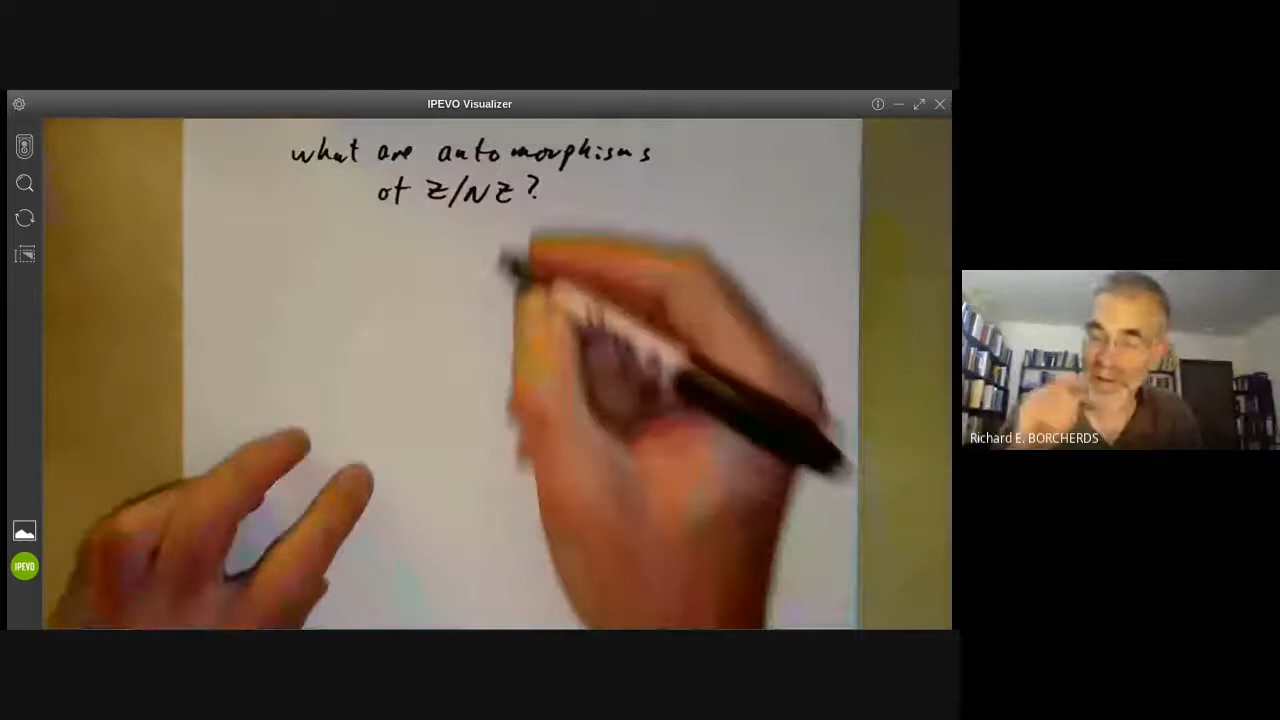 IPEVO Visualizer
what are automorphisms
of Z/NZ?
IPEVO
Richard E. BORCHERDS